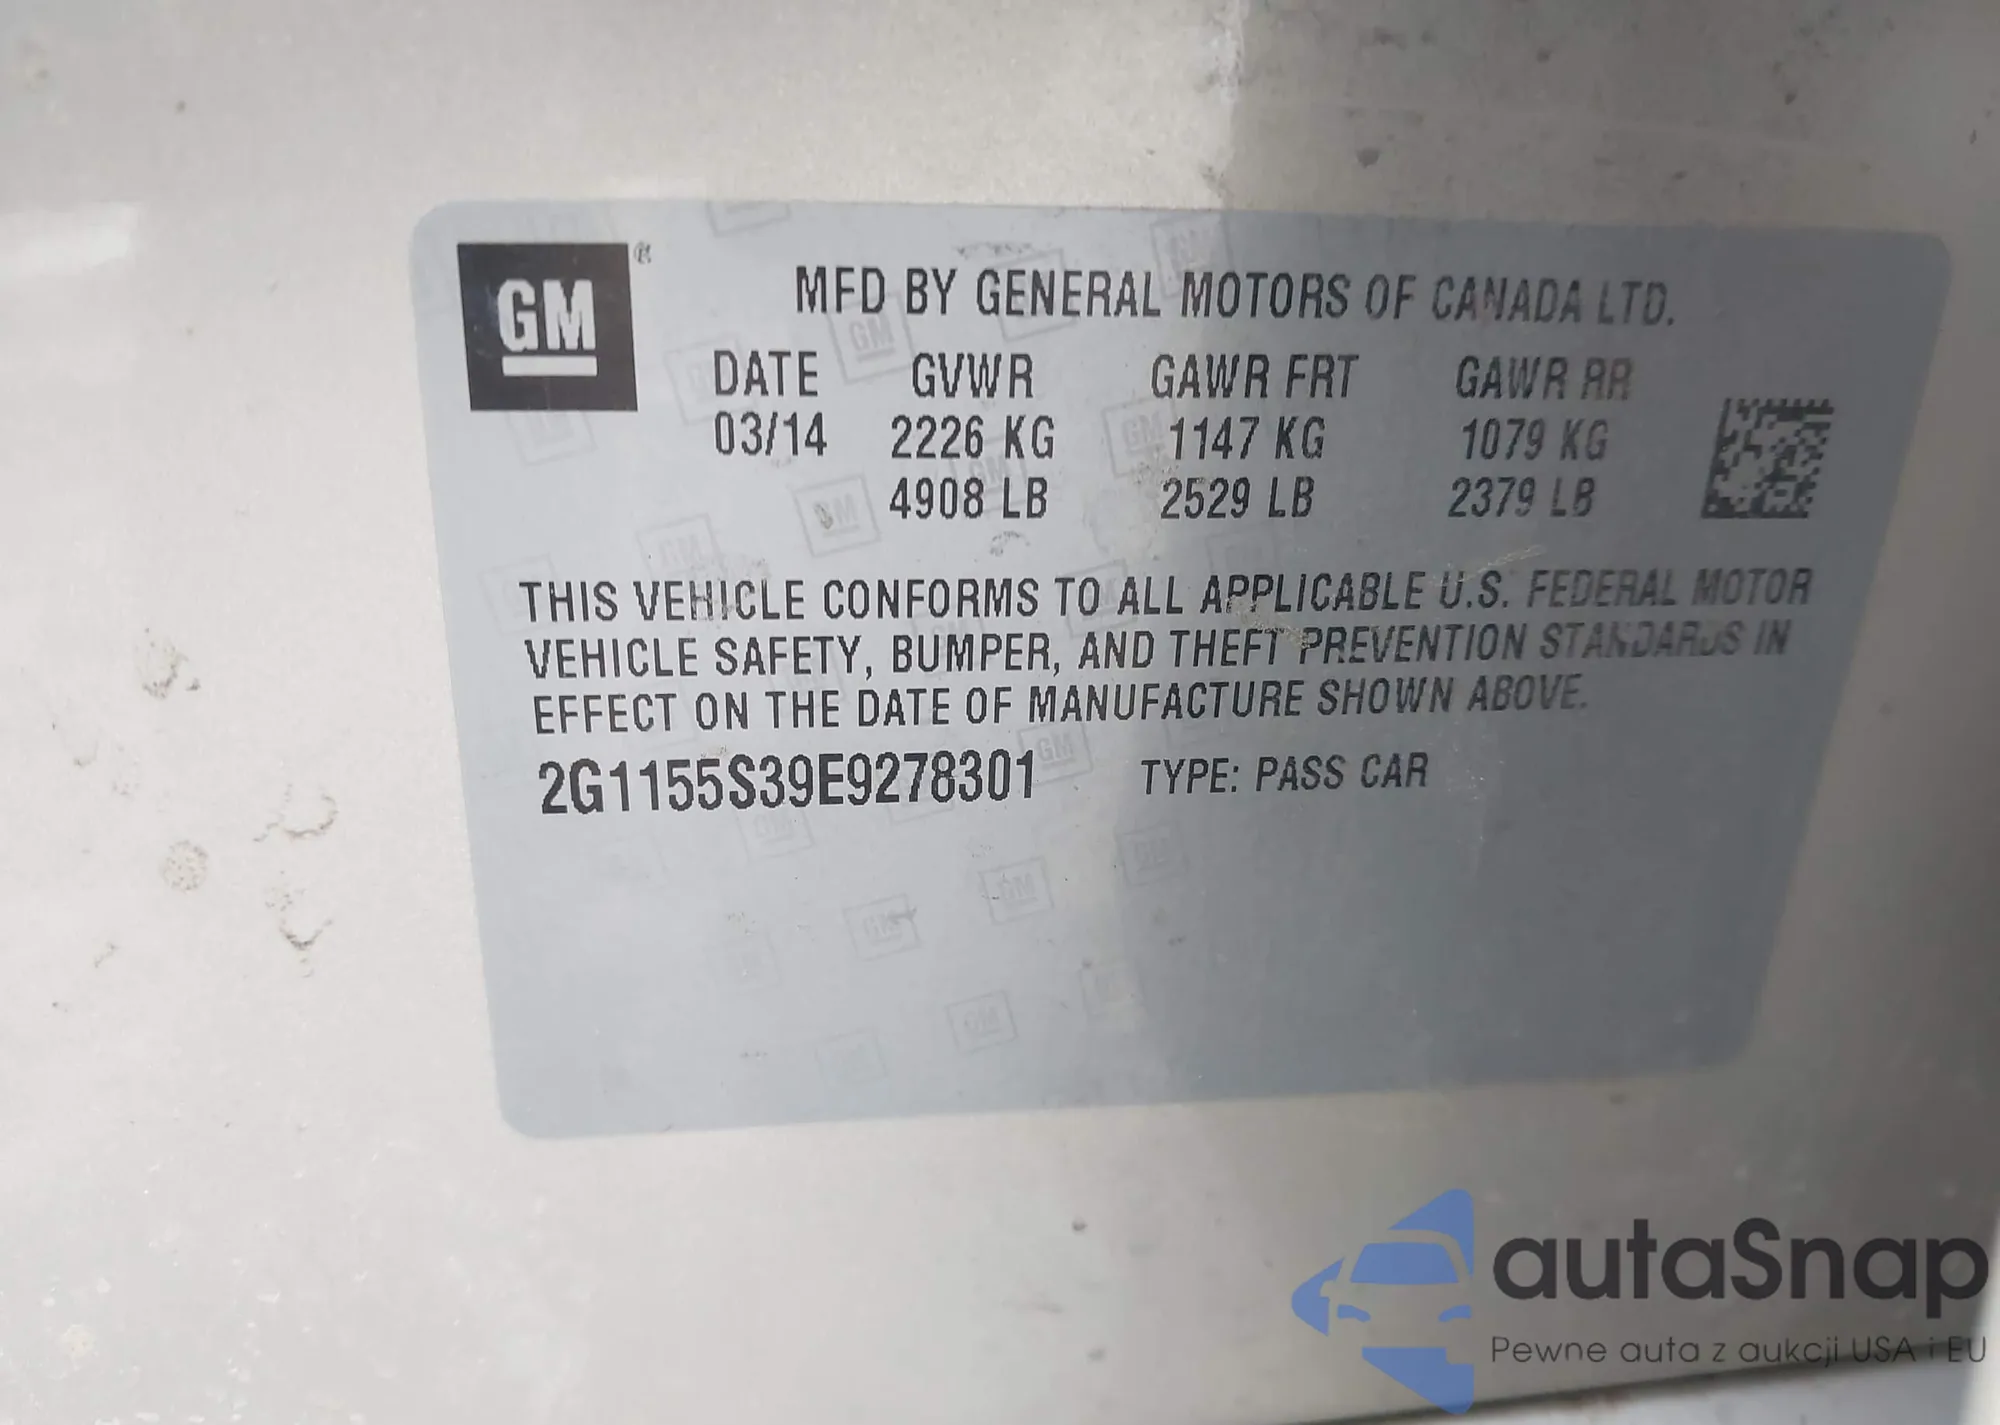 GM
®
MFD BY GENERAL MOTORS OF CANADA LTD.
DATE GVWR GAWR FRT GAWR RR
03/14 2226 KG 1147 KG 1079 KG
4908 LB 2529 LB 2379 LB
THIS VEHICLE CONFORMS TO ALL APPLICABLE U.S. FEDERAL MOTOR
VEHICLE SAFETY, BUMPER, AND THEFT PREVENTION STANDARDS IN
EFFECT ON THE DATE OF MANUFACTURE SHOWN ABOVE.
2G1155S39E9278301 TYPE: PASS CAR
autaSnap
Pewne auta z aukcji USA i EU